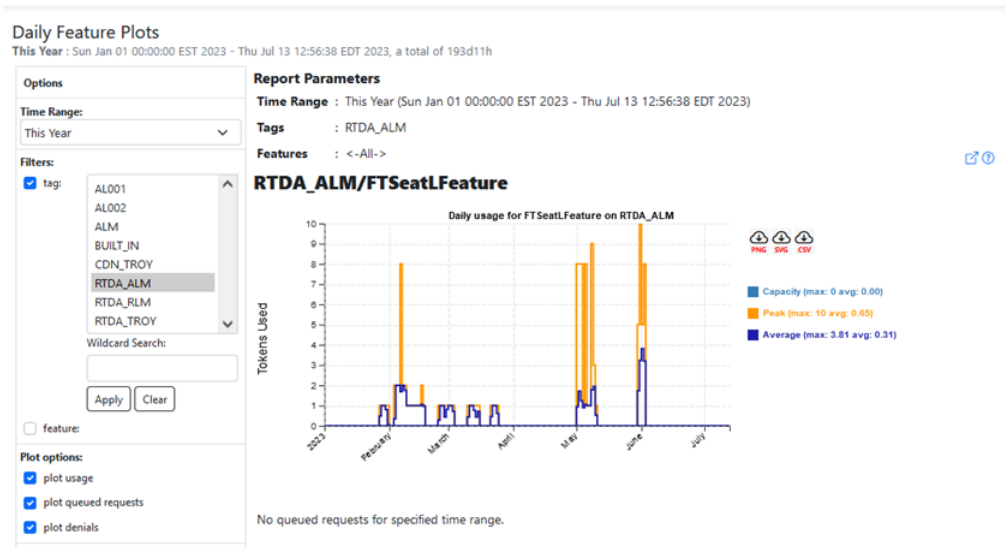 Daily Feature Plots
This Year : Sun Jan 01 00:00:00 EST 2023 - Thu Jul 13 12:56:38 EDT 2023, a total of 193d11h
Options
Time Range:
This Year
Filters:
tag:
AL001
AL002
ALM
BUILT_IN
CDN_TROY
RTDA_ALM
RTDA_RLM
RTDA_TROY
Wildcard Search:
Apply
Clear
feature:
Plot options:
plot usage
plot queued requests
plot denials
Report Parameters
Time Range : This Year (Sun Jan 01 00:00:00 EST 2023 - Thu Jul 13 12:56:38 EDT 2023)
Tags : RTDA_ALM
Features : <-All->
RTDA_ALM/FTSeatLFeature
Daily usage for FTSeatLFeature on RTDA_ALM
Tokens Used
10
9
8
7
6
5
4
3
2
1
0
2023
February
March
April
May
June
July
PNG
SVG
CSV
Capacity (max: 0 avg: 0.00)
Peak (max: 10 avg: 0.65)
Average (max: 3.81 avg: 0.31)
No queued requests for specified time range.